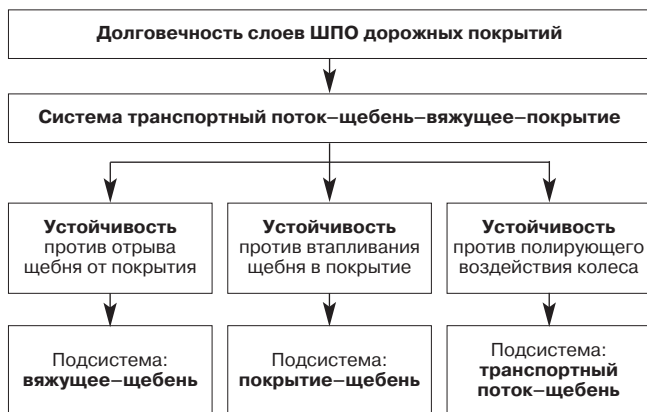 Долговечность слоев ШПО дорожных покрытий
Система транспортный поток–щебень–вяжущее–покрытие
Устойчивость
против отрыва
щебня от покрытия
Устойчивость
против втапливания
щебня в покрытие
Устойчивость
против полирующего
воздействия колеса
Подсистема:
вяжущее–щебень
Подсистема:
покрытие–щебень
Подсистема:
транспортный
поток–щебень